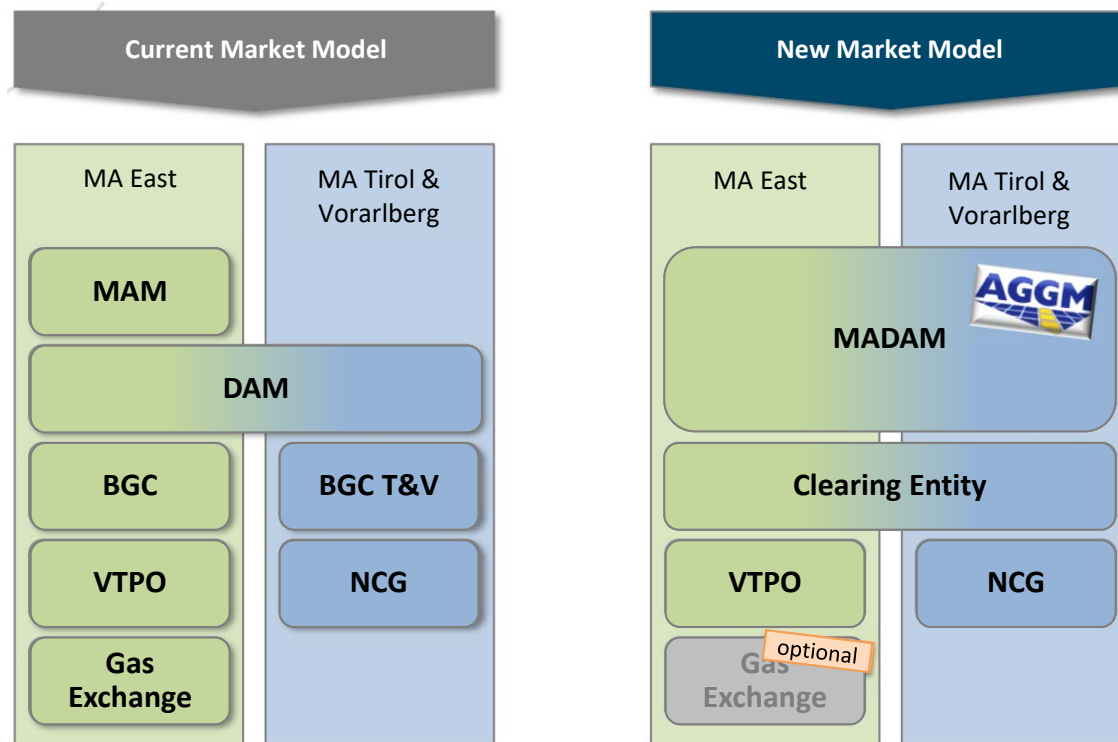 Current Market Model
MA East
MA Tirol &
Vorarlberg
MAM
DAM
BGC
BGC T&V
VTPO
NCG
Gas
Exchange
New Market Model
MA East
MA Tirol &
Vorarlberg
AGGM
MADAM
Clearing Entity
VTPO
NCG
optional
Gas
Exchange